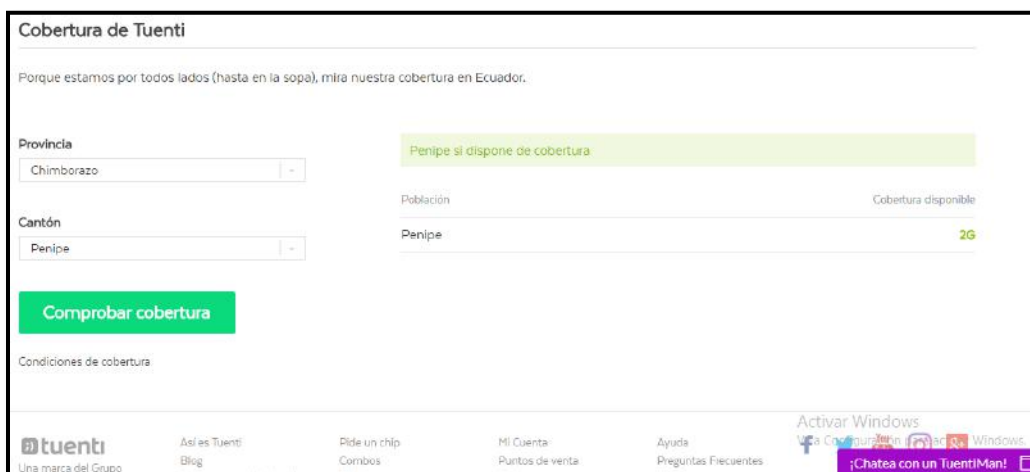 Cobertura de Tuenti
Porque estamos por todos lados (hasta en la sopa), mira nuestra cobertura en Ecuador.
Provincia
Chimborazo
Cantón
Penipe
Comprobar cobertura
Condiciones de cobertura
Penipe si dispone de cobertura
Población Cobertura disponible
Penipe 2G
tuenti
Una marca del Grupo
Así es Tuenti
Blog
Pide un chip
Combos
Mi Cuenta
Puntos de venta
Ayuda
Preguntas Frecuentes
Activar Windows
Windows.
¡Chatea con un TuentiMan!